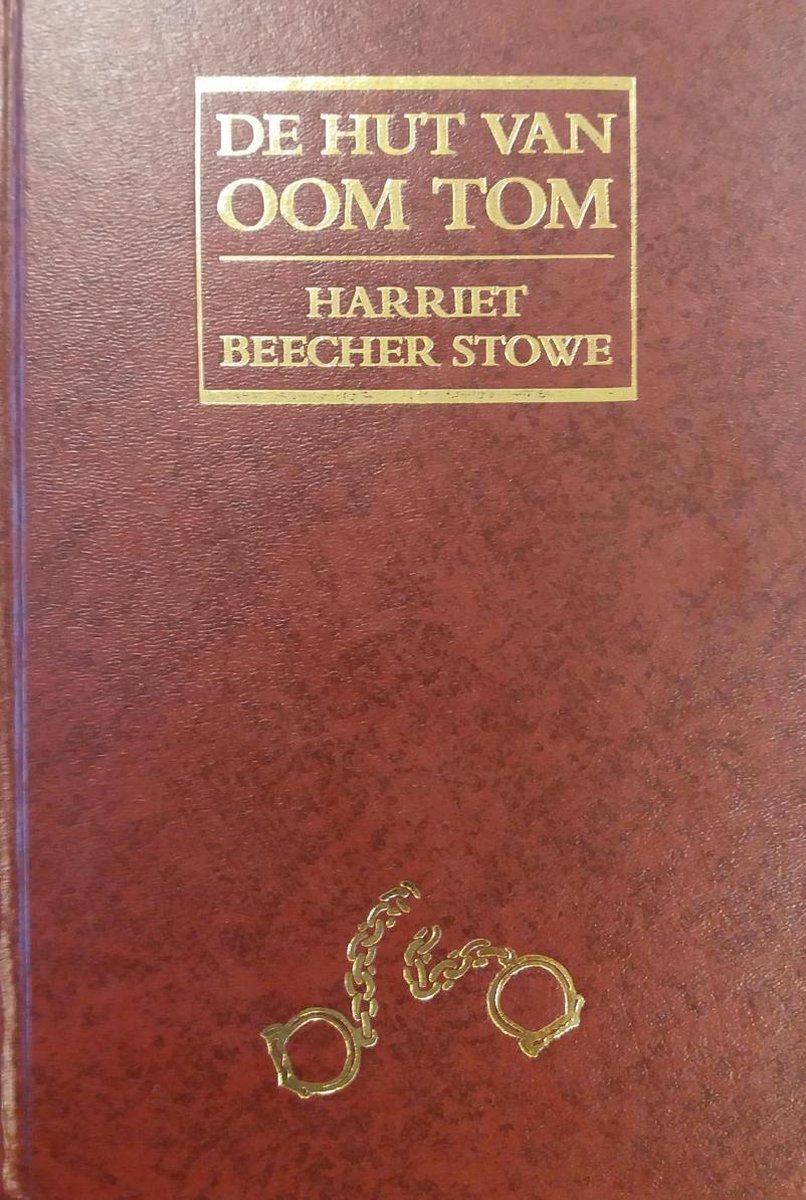 DE HUT VAN
OOM TOM
HARRIET
BEECHER STOWE